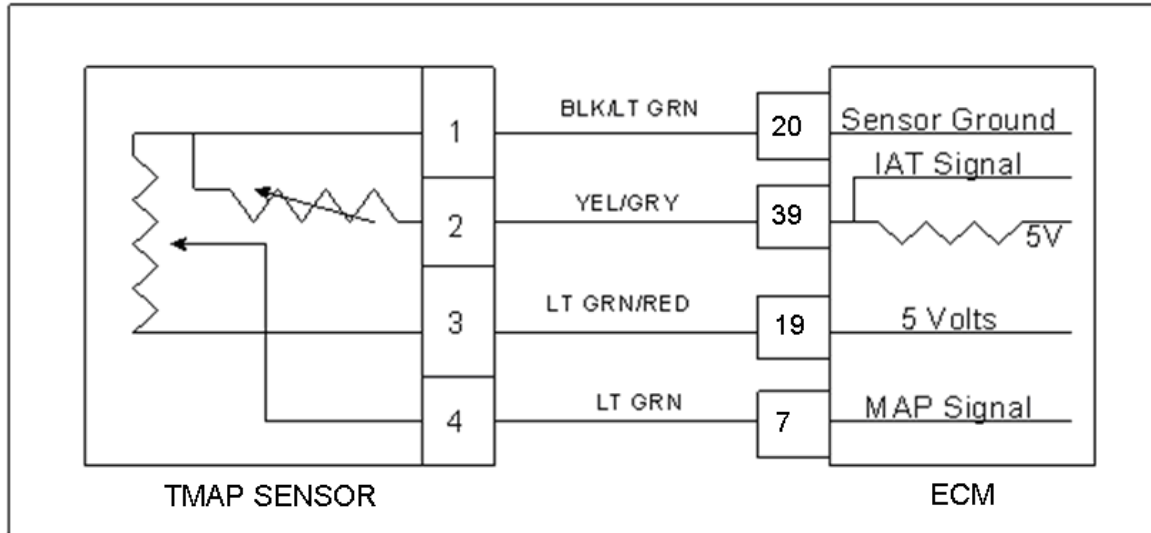 1 BLK/LT GRN 20 Sensor Ground
IAT Signal
2 YEL/GRY 39
5V
3 LT GRN/RED 19 5 Volts
4 LT GRN 7 MAP Signal
TMAP SENSOR ECM